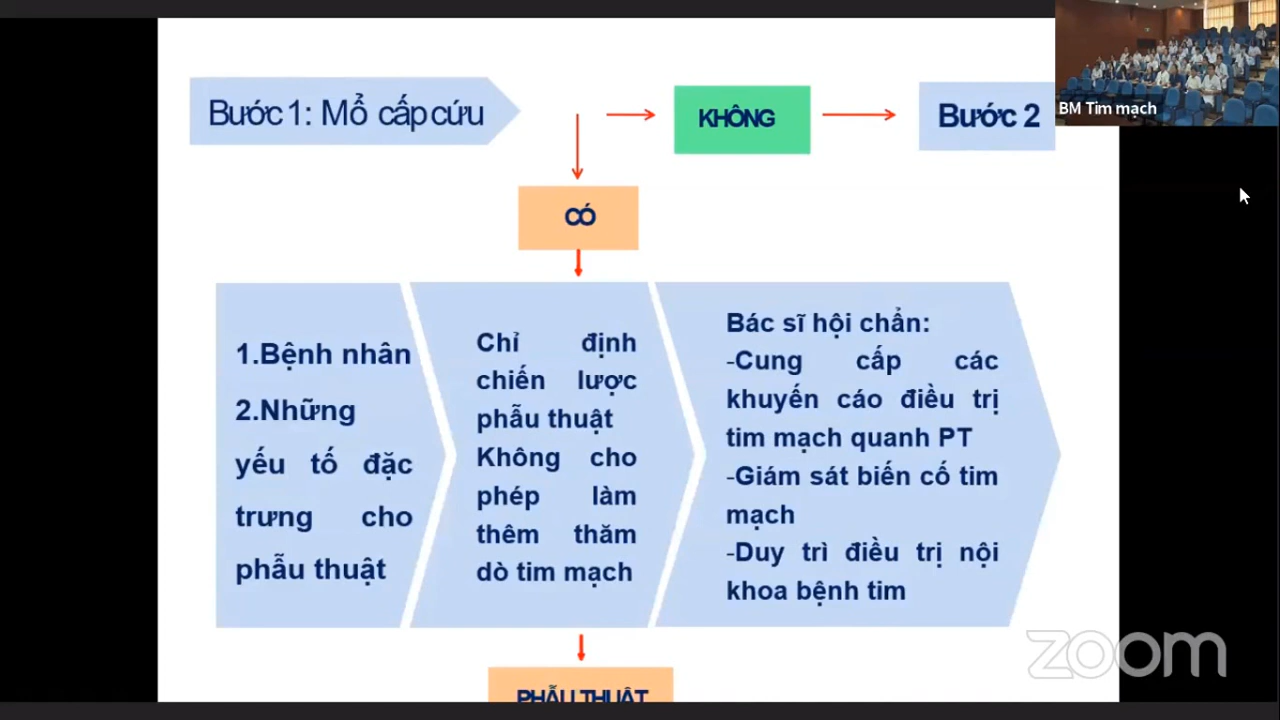 Bước 1: Mổ cấp cứu
KHÔNG
Bước 2
BM Tim mạch
CÓ
1.Bệnh nhân
2.Những
yếu tố đặc
trưng cho
phẫu thuật
Chỉ định
chiến lược
phẫu thuật
Không cho
phép làm
thêm thăm
dò tim mạch
Bác sĩ hội chẩn:
-Cung cấp các
khuyến cáo điều trị
tim mạch quanh PT
-Giám sát biến cố tim
mạch
-Duy trì điều trị nội
khoa bệnh tim
PHẪU THUẬT
zoom